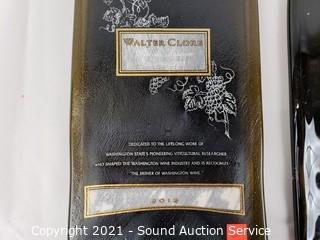 WALTER CLORE
DEDICATED TO THE LIFELONG WORK OF
WASHINGTON STATE'S PIONEERING VITICULTURAL RESEARCHER
WHO SHAPED THE WASHINGTON WINE INDUSTRY AND IS RECOGNIZED
"THE FATHER OF WASHINGTON WINE."
2012
Copyright © 2021 - Sound Auction Service